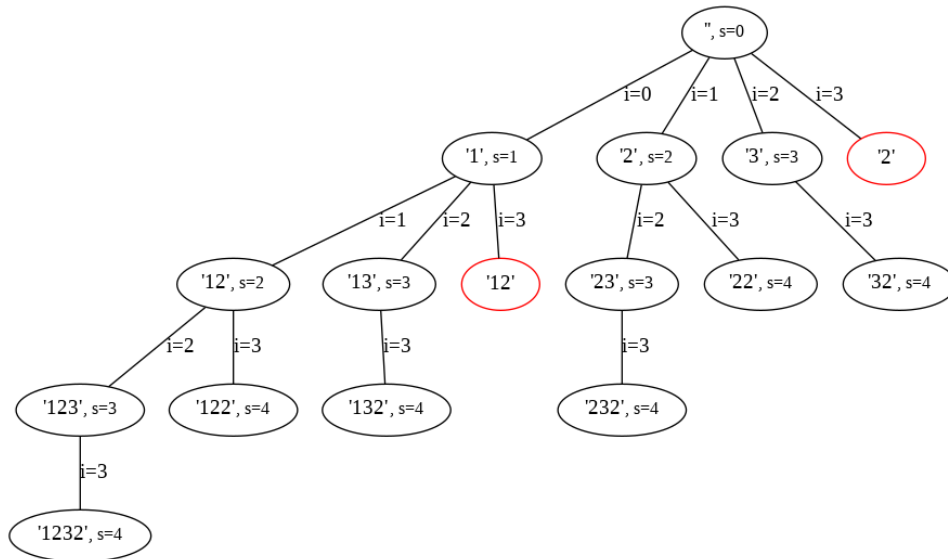 '', s=0
i=0
i=1
i=2
i=3
'1', s=1
'2', s=2
'3', s=3
'2'
i=1
i=2
i=3
i=2
i=3
i=3
'12', s=2
'13', s=3
'12'
'23', s=3
'22', s=4
'32', s=4
i=2
i=3
i=3
i=3
'123', s=3
'122', s=4
'132', s=4
'232', s=4
i=3
'1232', s=4